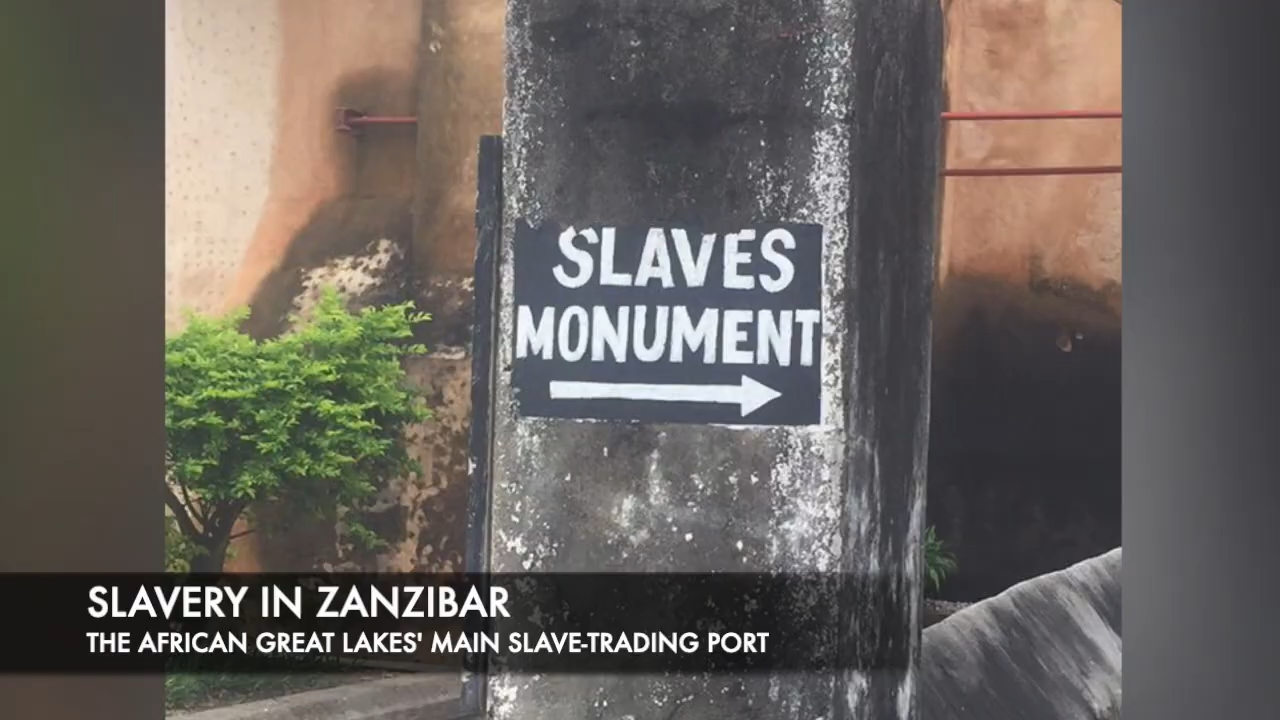 SLAVES
MONUMENT
SLAVERY IN ZANZIBAR
THE AFRICAN GREAT LAKES' MAIN SLAVE-TRADING PORT